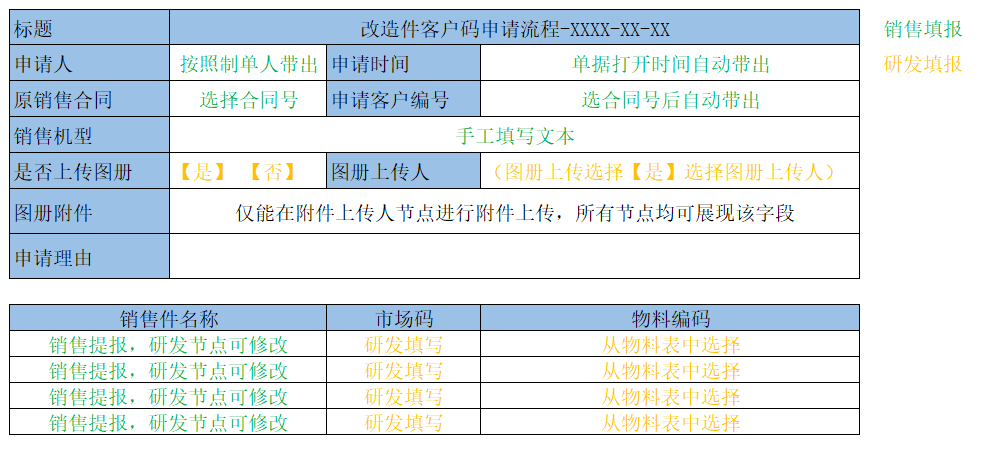 标题 改造件客户码申请流程-XXXX-XX-XX 销售填报
申请人 按照制单人带出 申请时间 单据打开时间自动带出 研发填报
原销售合同 选择合同号 申请客户编号 选合同号后自动带出
销售机型 手工填写文本
是否上传图册 【是】 【否】 图册上传人 （图册上传选择【是】选择图册上传人）
图册附件 仅能在附件上传人节点进行附件上传，所有节点均可展现该字段
申请理由
销售件名称 市场码 物料编码
销售提报，研发节点可修改 研发填写 从物料表中选择
销售提报，研发节点可修改 研发填写 从物料表中选择
销售提报，研发节点可修改 研发填写 从物料表中选择
销售提报，研发节点可修改 研发填写 从物料表中选择